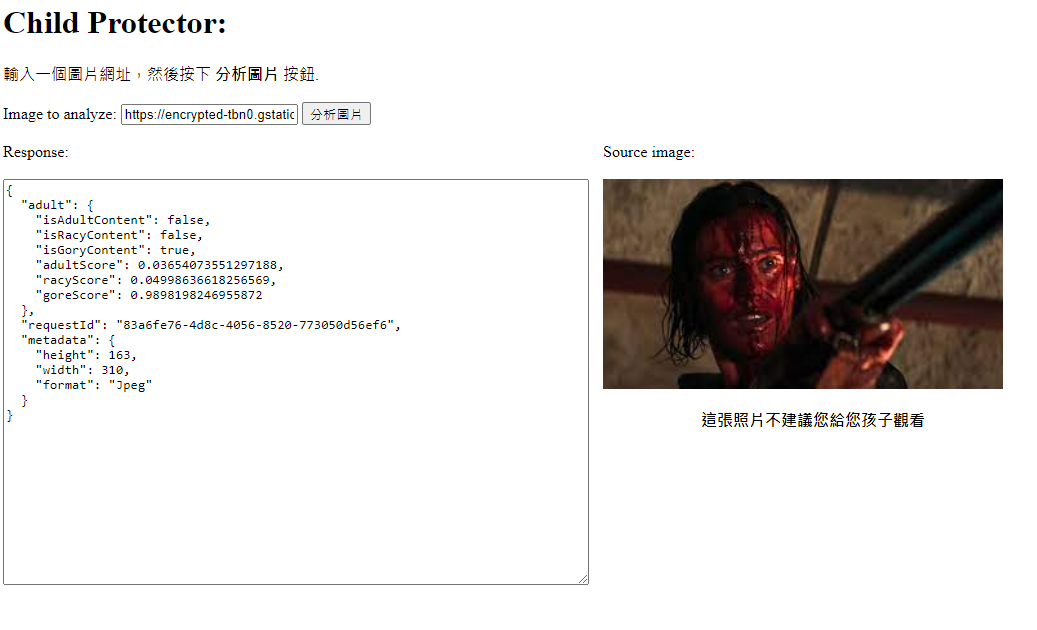 Child Protector:
輸入一個圖片網址，然後按下 分析圖片 按鈕.
Image to analyze: https://encrypted-tbn0.gstatic 分析圖片
Response:
Source image:
{
  "adult": {
    "isAdultContent": false,
    "isRacyContent": false,
    "isGoryContent": true,
    "adultScore": 0.03654073551297188,
    "racyScore": 0.04998636618256569,
    "goreScore": 0.9898198246955872
  },
  "requestId": "83a6fe76-4d8c-4056-8520-773050d56ef6",
  "metadata": {
    "height": 163,
    "width": 310,
    "format": "Jpeg"
  }
}
這張照片不建議您給您孩子觀看